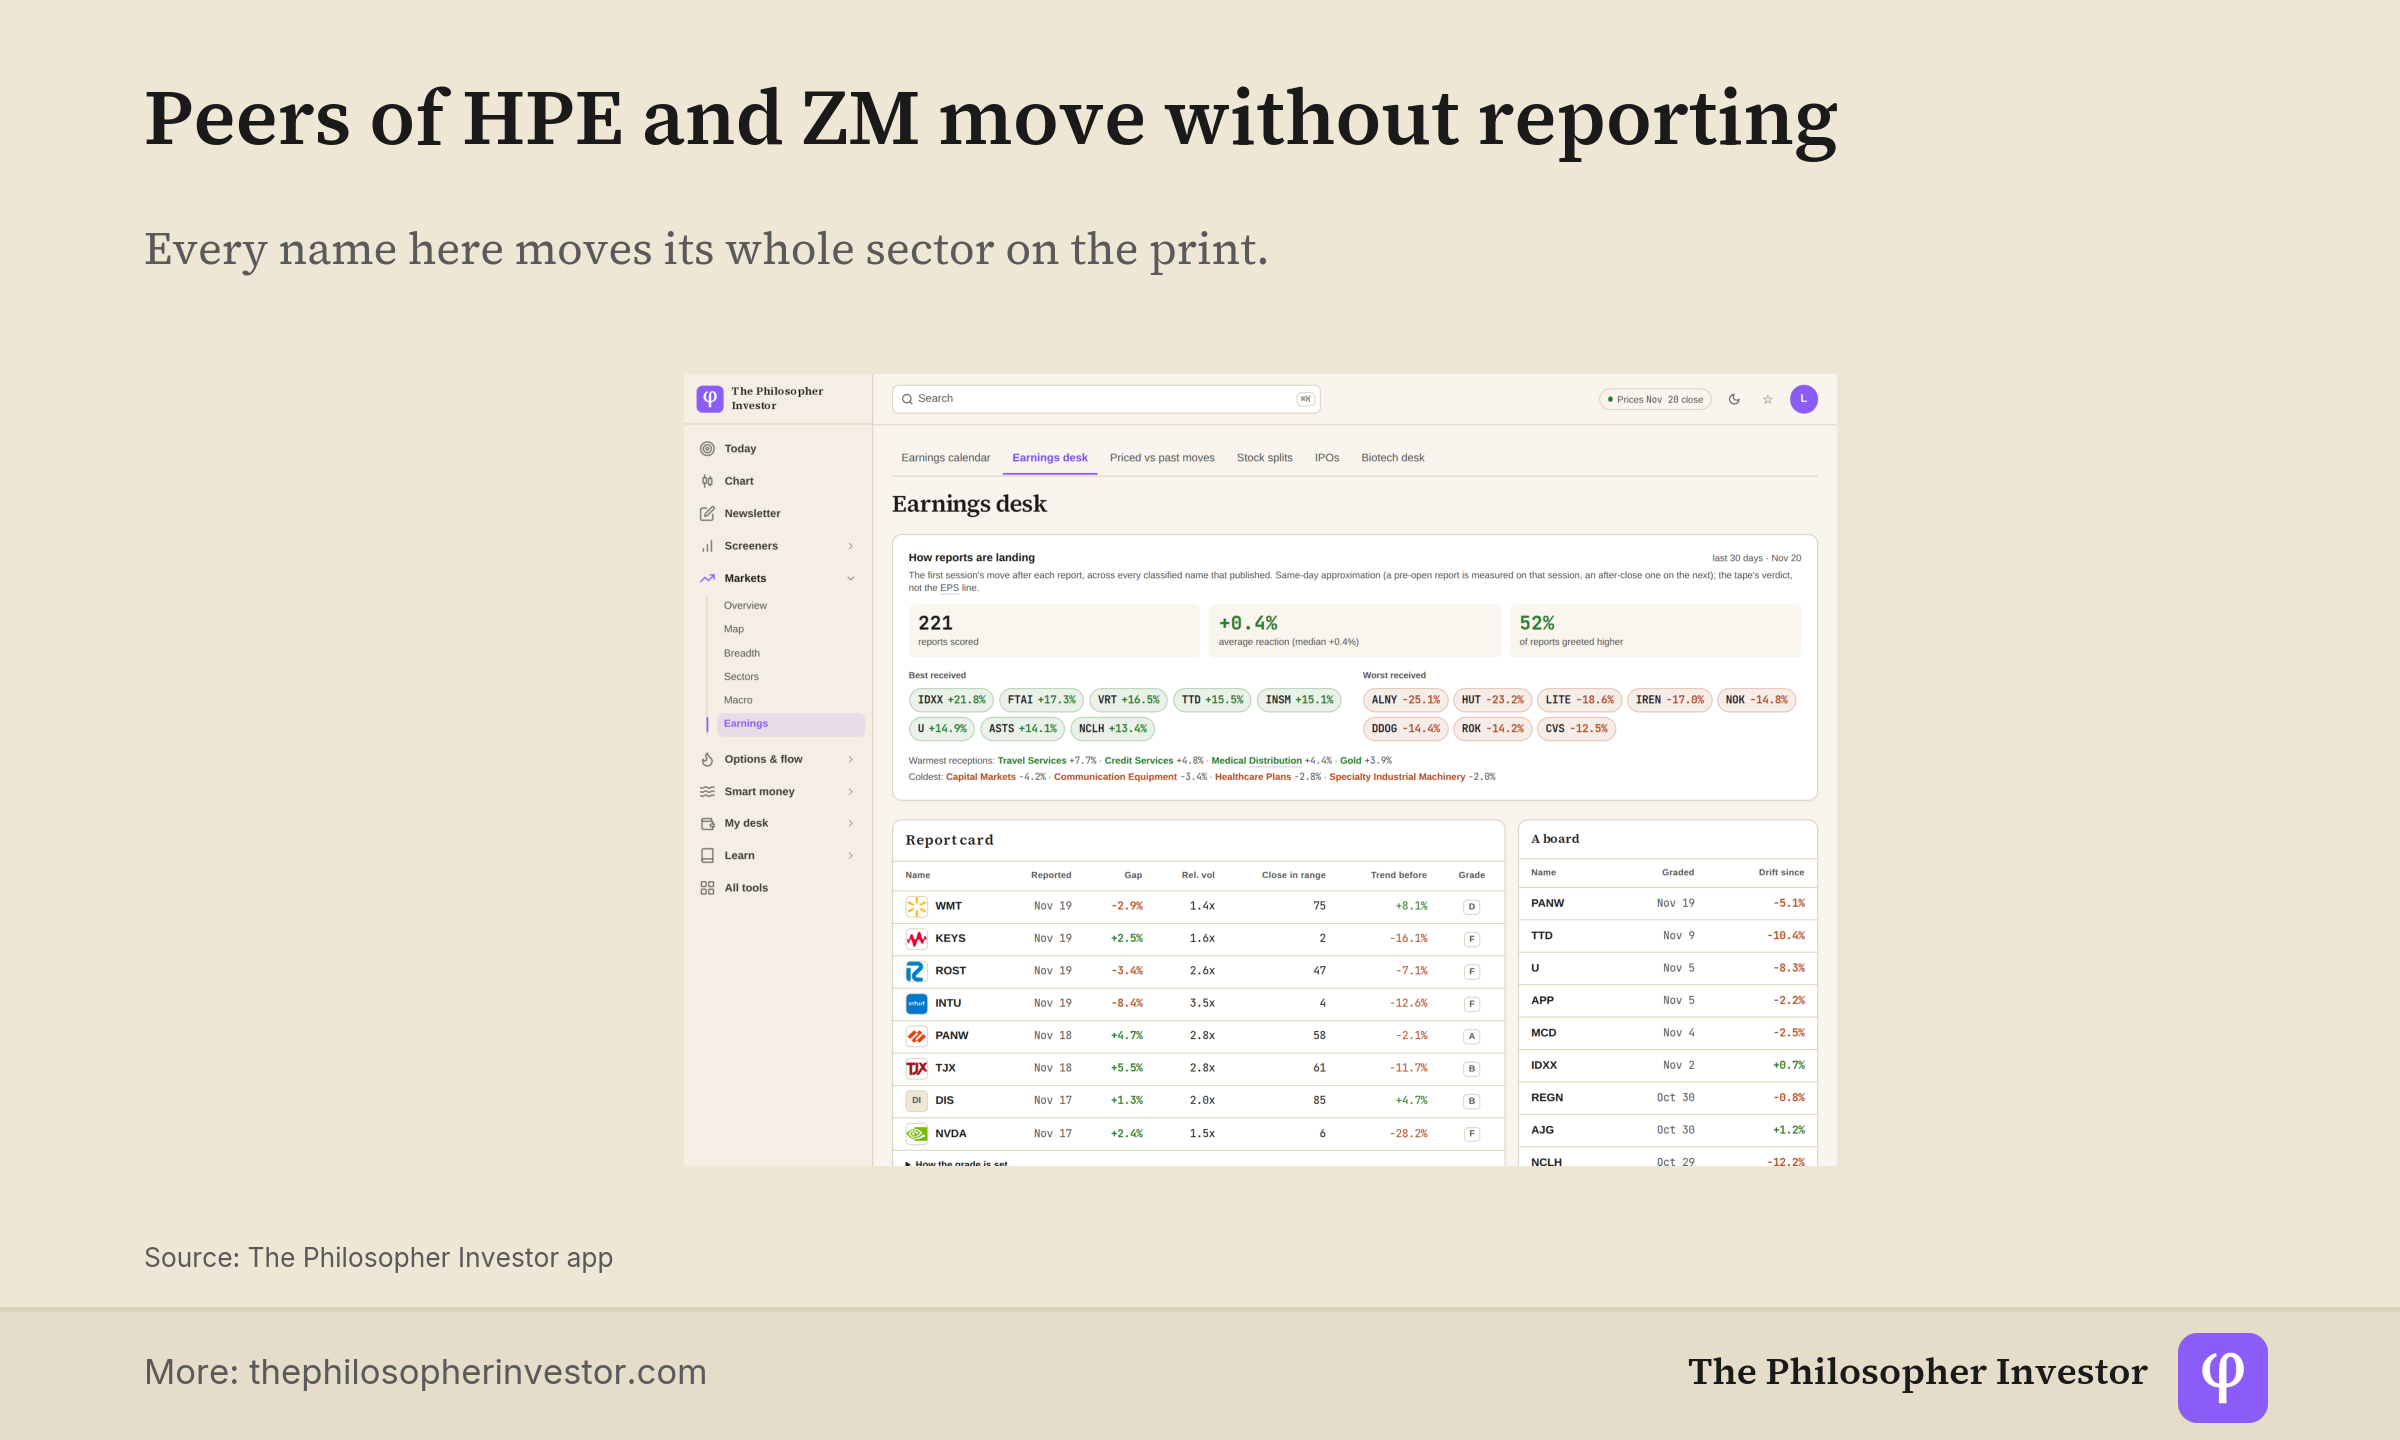 Peers of HPE and ZM move without reporting
Every name here moves its whole sector on the print.
φ The Philosopher
Investor
Search ⌘K
Prices Nov 20 close
L
Today
Chart
Newsletter
Screeners
Markets
Overview
Map
Breadth
Sectors
Macro
Earnings
Options & flow
Smart money
My desk
Learn
All tools
Earnings calendar Earnings desk Priced vs past moves Stock splits IPOs Biotech desk
Earnings desk
How reports are landing last 30 days · Nov 20
The first session's move after each report, across every classified name that published. Same-day approximation (a pre-open report is measured on that session, an after-close one on the next); the tape's verdict,
not the EPS line.
221 +0.4% 52%
reports scored average reaction (median +0.4%) of reports greeted higher
Best received
IDXX +21.8% FTAI +17.3% VRT +16.5% TTD +15.5% INSM +15.1%
U +14.9% ASTS +14.1% NCLH +13.4%
Worst received
ALNY -25.1% HUT -23.2% LITE -18.6% IREN -17.0% NOK -14.8%
DDOG -14.4% ROK -14.2% CVS -12.5%
Warmest receptions: Travel Services +7.7% · Credit Services +4.8% · Medical Distribution +4.4% · Gold +3.9%
Coldest: Capital Markets -4.2% · Communication Equipment -3.4% · Healthcare Plans -2.8% · Specialty Industrial Machinery -2.0%
Report card
Name Reported Gap Rel. vol Close in range Trend before Grade
WMT Nov 19 -2.9% 1.4x 75 +8.1% D
KEYS Nov 19 +2.5% 1.6x 2 -16.1% F
ROST Nov 19 -3.4% 2.6x 47 -7.1% F
intuit INTU Nov 19 -8.4% 3.5x 4 -12.6% F
PANW Nov 18 +4.7% 2.8x 58 -2.1% A
TJX TJX Nov 18 +5.5% 2.8x 61 -11.7% B
DI DIS Nov 17 +1.3% 2.0x 85 +4.7% B
NVDA Nov 17 +2.4% 1.5x 6 -28.2% F
How the grade is set
A board
Name Graded Drift since
PANW Nov 19 -5.1%
TTD Nov 9 -10.4%
U Nov 5 -8.3%
APP Nov 5 -2.2%
MCD Nov 4 -2.5%
IDXX Nov 2 +0.7%
REGN Oct 30 -0.8%
AJG Oct 30 +1.2%
NCLH Oct 29 -12.2%
Source: The Philosopher Investor app
More: thephilosopherinvestor.com
The Philosopher Investor φ